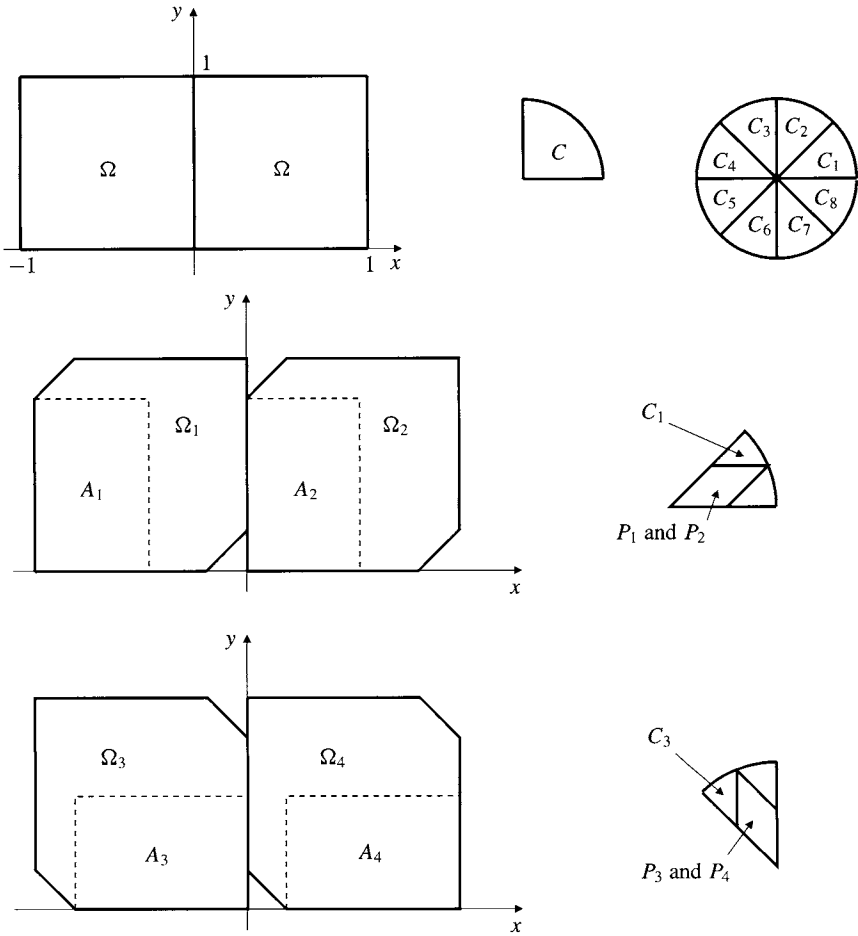 y
1
Ω
Ω
−1
1
x
C
C₃
C₂
C₄
C₁
C₅
C₈
C₆
C₇
y
Ω₁
Ω₂
A₁
A₂
x
C₁
P₁ and P₂
y
Ω₃
Ω₄
A₃
A₄
x
C₃
P₃ and P₄